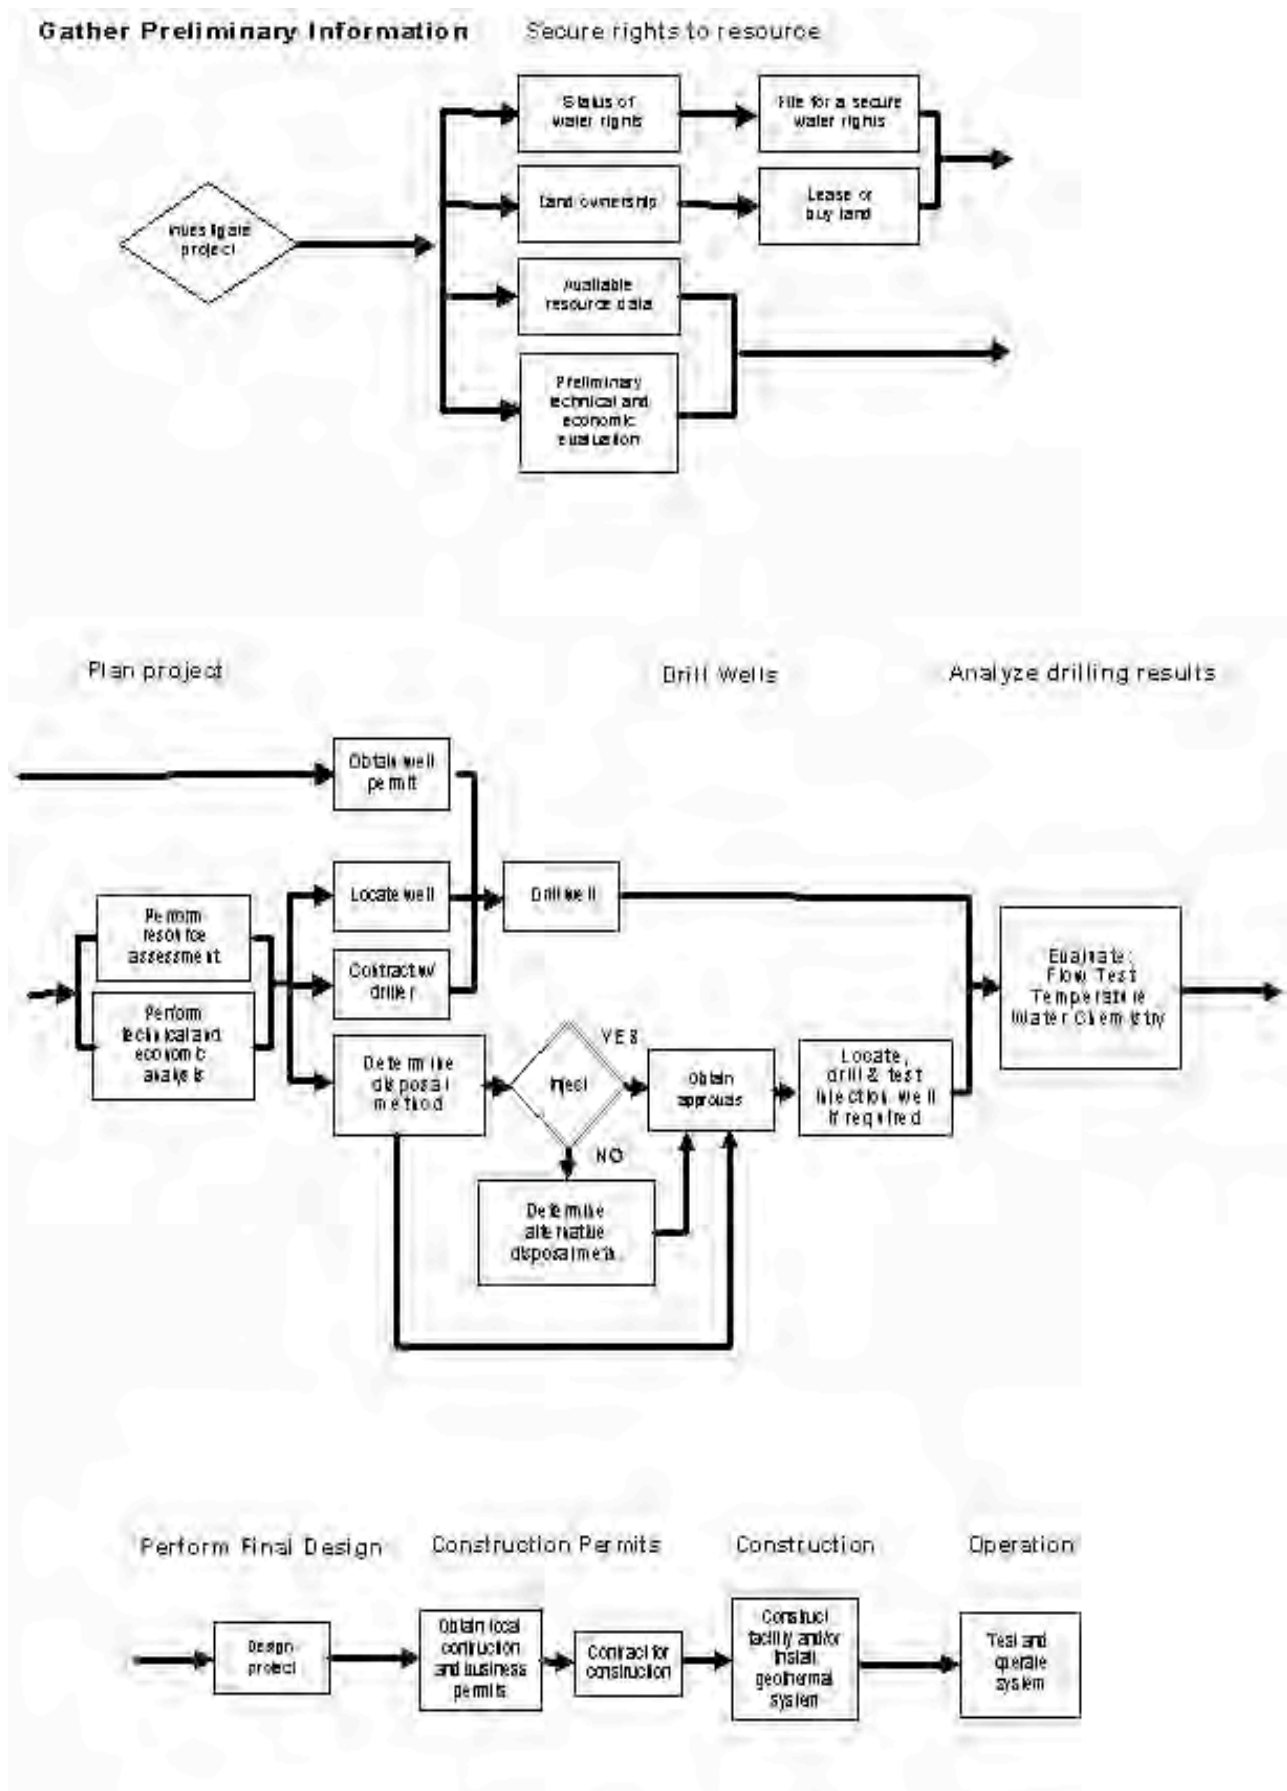 Gather Preliminary Information
Secure rights to resource
Status of
water rights
File for a secure
water rights
Land ownership
Lease or
buy land
Investigate
project
Available
resource data
Preliminary
technical and
economic
evaluation
Plan project
Drill Wells
Analyze drilling results
Obtain well
permit
Locate well
Drill well
Perform
resource
assessment
Contract w/
driller
Evaluate:
Flow Test
Temperature
Water Chemistry
Perform
technical and
economic
analysis
Determine
disposal
method
Inject
YES
Obtain
approvals
Locate,
drill & test
injection well
if required
NO
Determine
alternative
disposal meth.
Perform Final Design
Construction Permits
Construction
Operation
Design
project
Obtain local
contruction
and business
permits
Contract for
construction
Construct
facility and/or
install
geothermal
system
Test and
operate
system